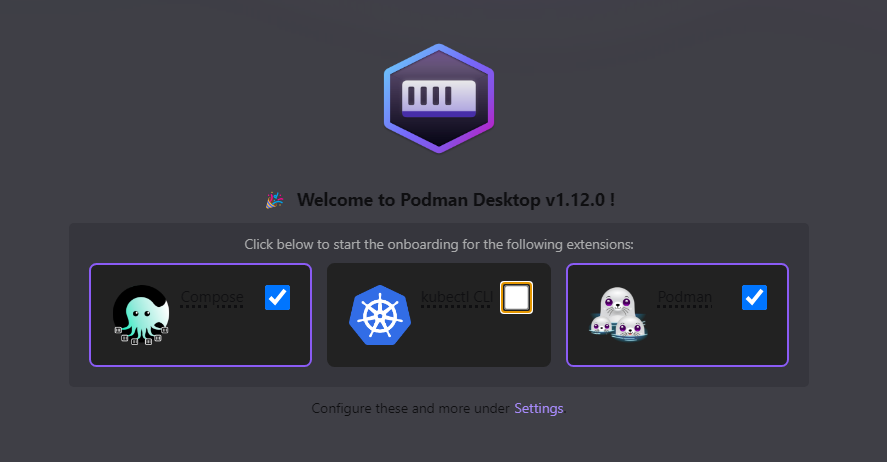 Welcome to Podman Desktop v1.12.0 !
Click below to start the onboarding for the following extensions:
Compose
kubectl CLI
Podman
Configure these and more under Settings.